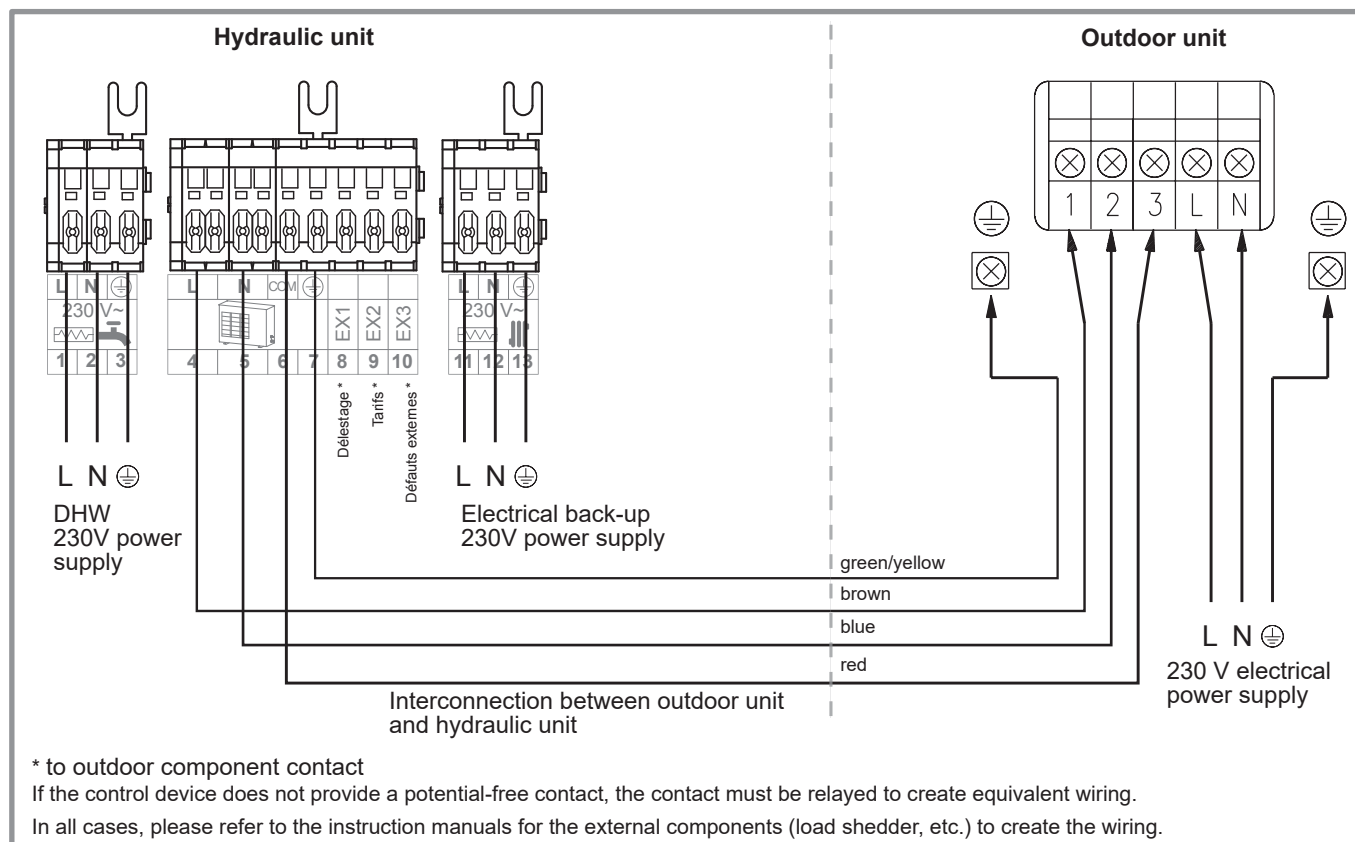 Hydraulic unit
Outdoor unit
1 2 3 L N
L N
230 V~
1 2 3
L N COM
EX1
EX2
EX3
4 5 6 7 8 9 10
L N
230 V~
11 12 13
Délestage *
Tarifs *
Défauts externes *
L N
DHW
230V power
supply
L N
Electrical back-up
230V power supply
green/yellow
brown
blue
red
L N
230 V electrical
power supply
Interconnection between outdoor unit
and hydraulic unit
* to outdoor component contact
If the control device does not provide a potential-free contact, the contact must be relayed to create equivalent wiring.
In all cases, please refer to the instruction manuals for the external components (load shedder, etc.) to create the wiring.